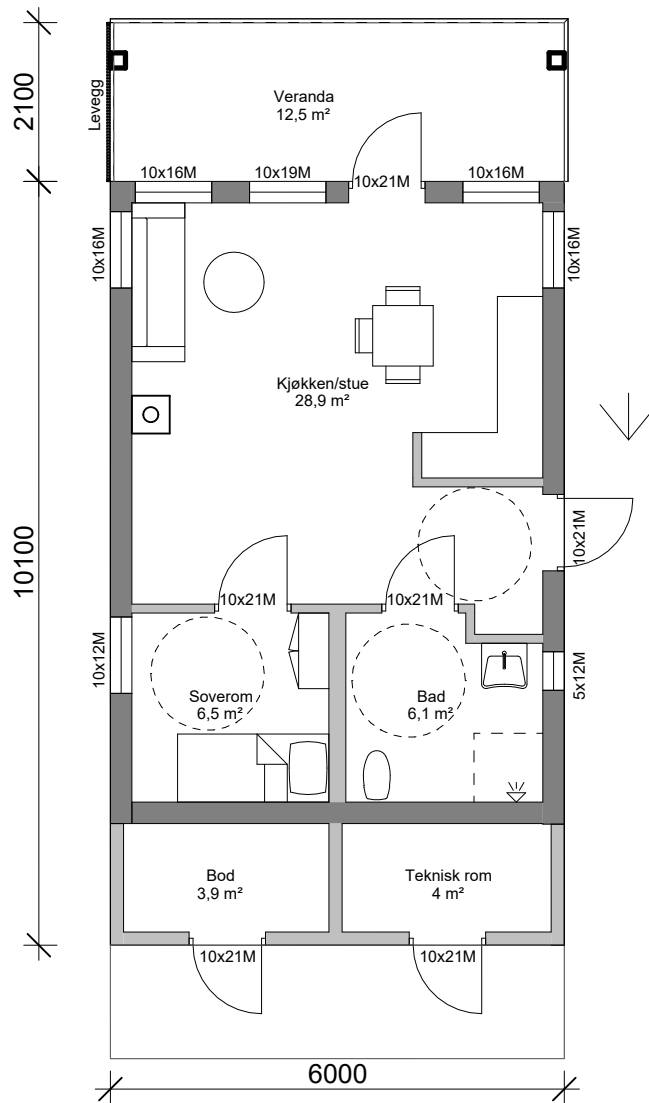 2100
Levegg
Veranda
12,5 m²
10x16M
10x19M
10x21M
10x16M
10x16M
10x16M
Kjøkken/stue
28,9 m²
10100
10x21M
10x21M
10x21M
10x12M
Soverom
6,5 m²
Bad
6,1 m²
5x12M
Bod
3,9 m²
Teknisk rom
4 m²
10x21M
10x21M
6000